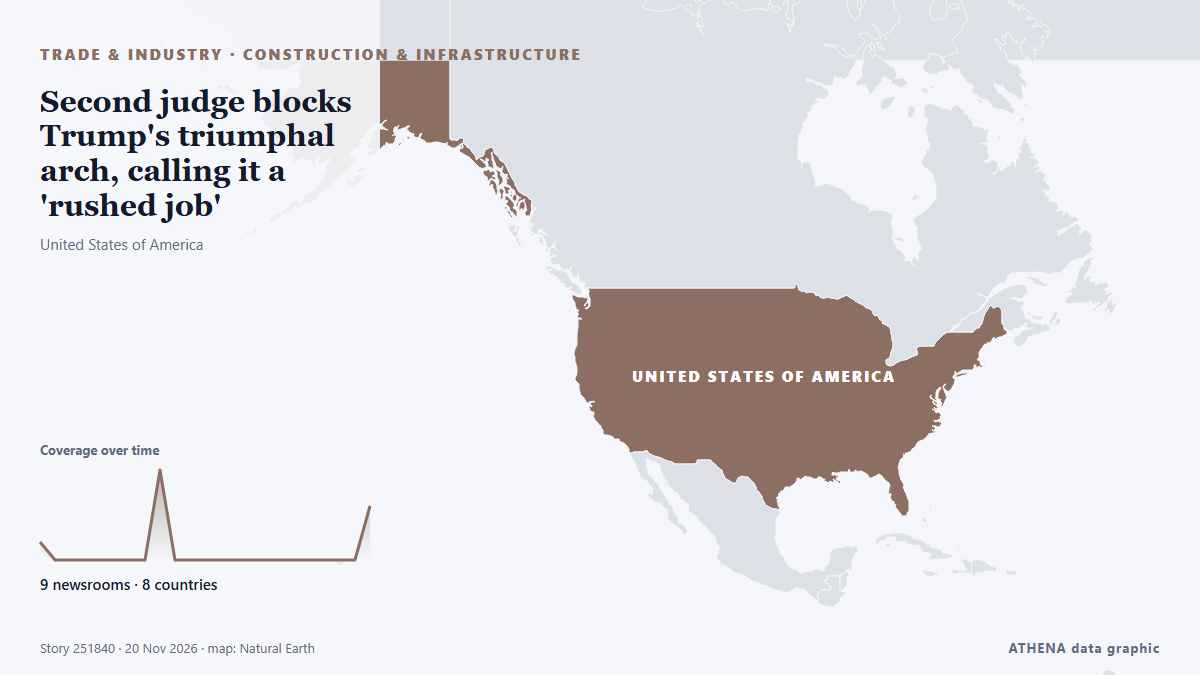 TRADE & INDUSTRY · CONSTRUCTION & INFRASTRUCTURE
Second judge blocks
Trump's triumphal
arch, calling it a
'rushed job'
United States of America
UNITED STATES OF AMERICA
Coverage over time
9 newsrooms · 8 countries
Story 251840 · 20 Nov 2026 · map: Natural Earth
ATHENA data graphic